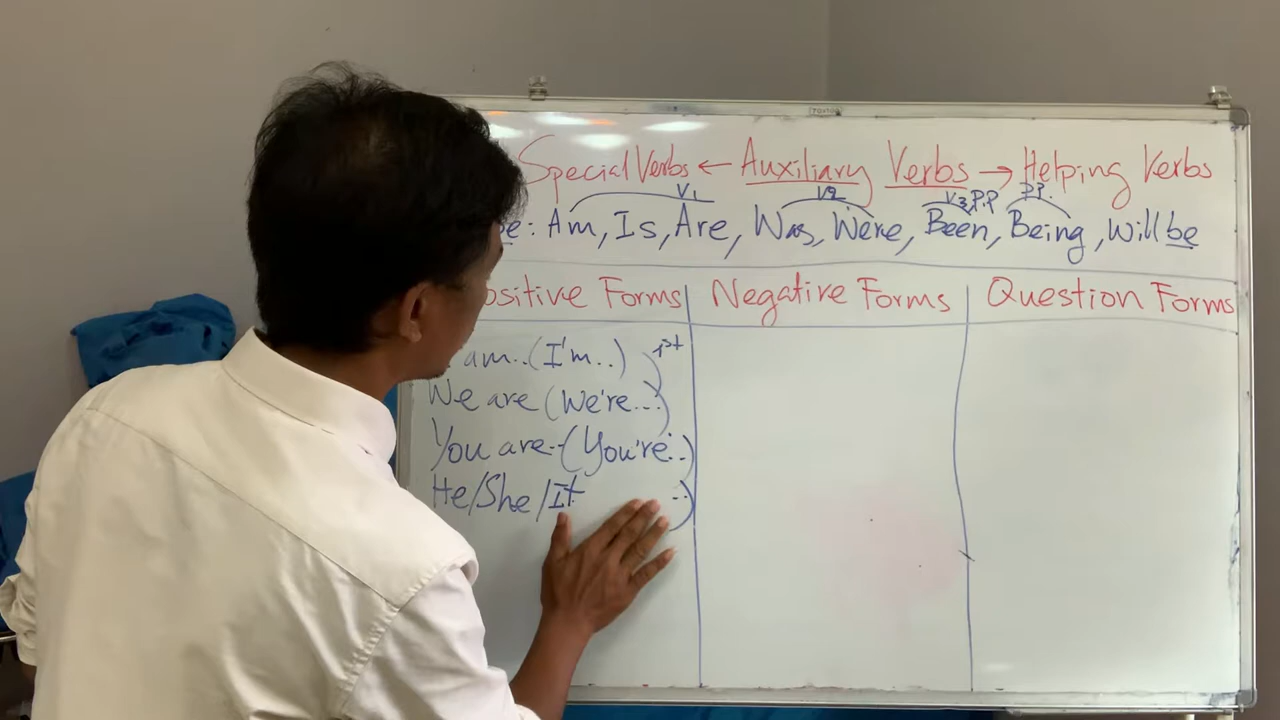 Special Verbs ← Auxiliary Verbs → Helping Verbs
V1 V2 V3,P.P P.P.
e: Am, Is, Are, Was, Were, Been, Being, Will be
ositive Forms Negative Forms Question Forms
am..(I'm..) 1st
We are (We're...)
You are..(You're..)
He/She/It ..)